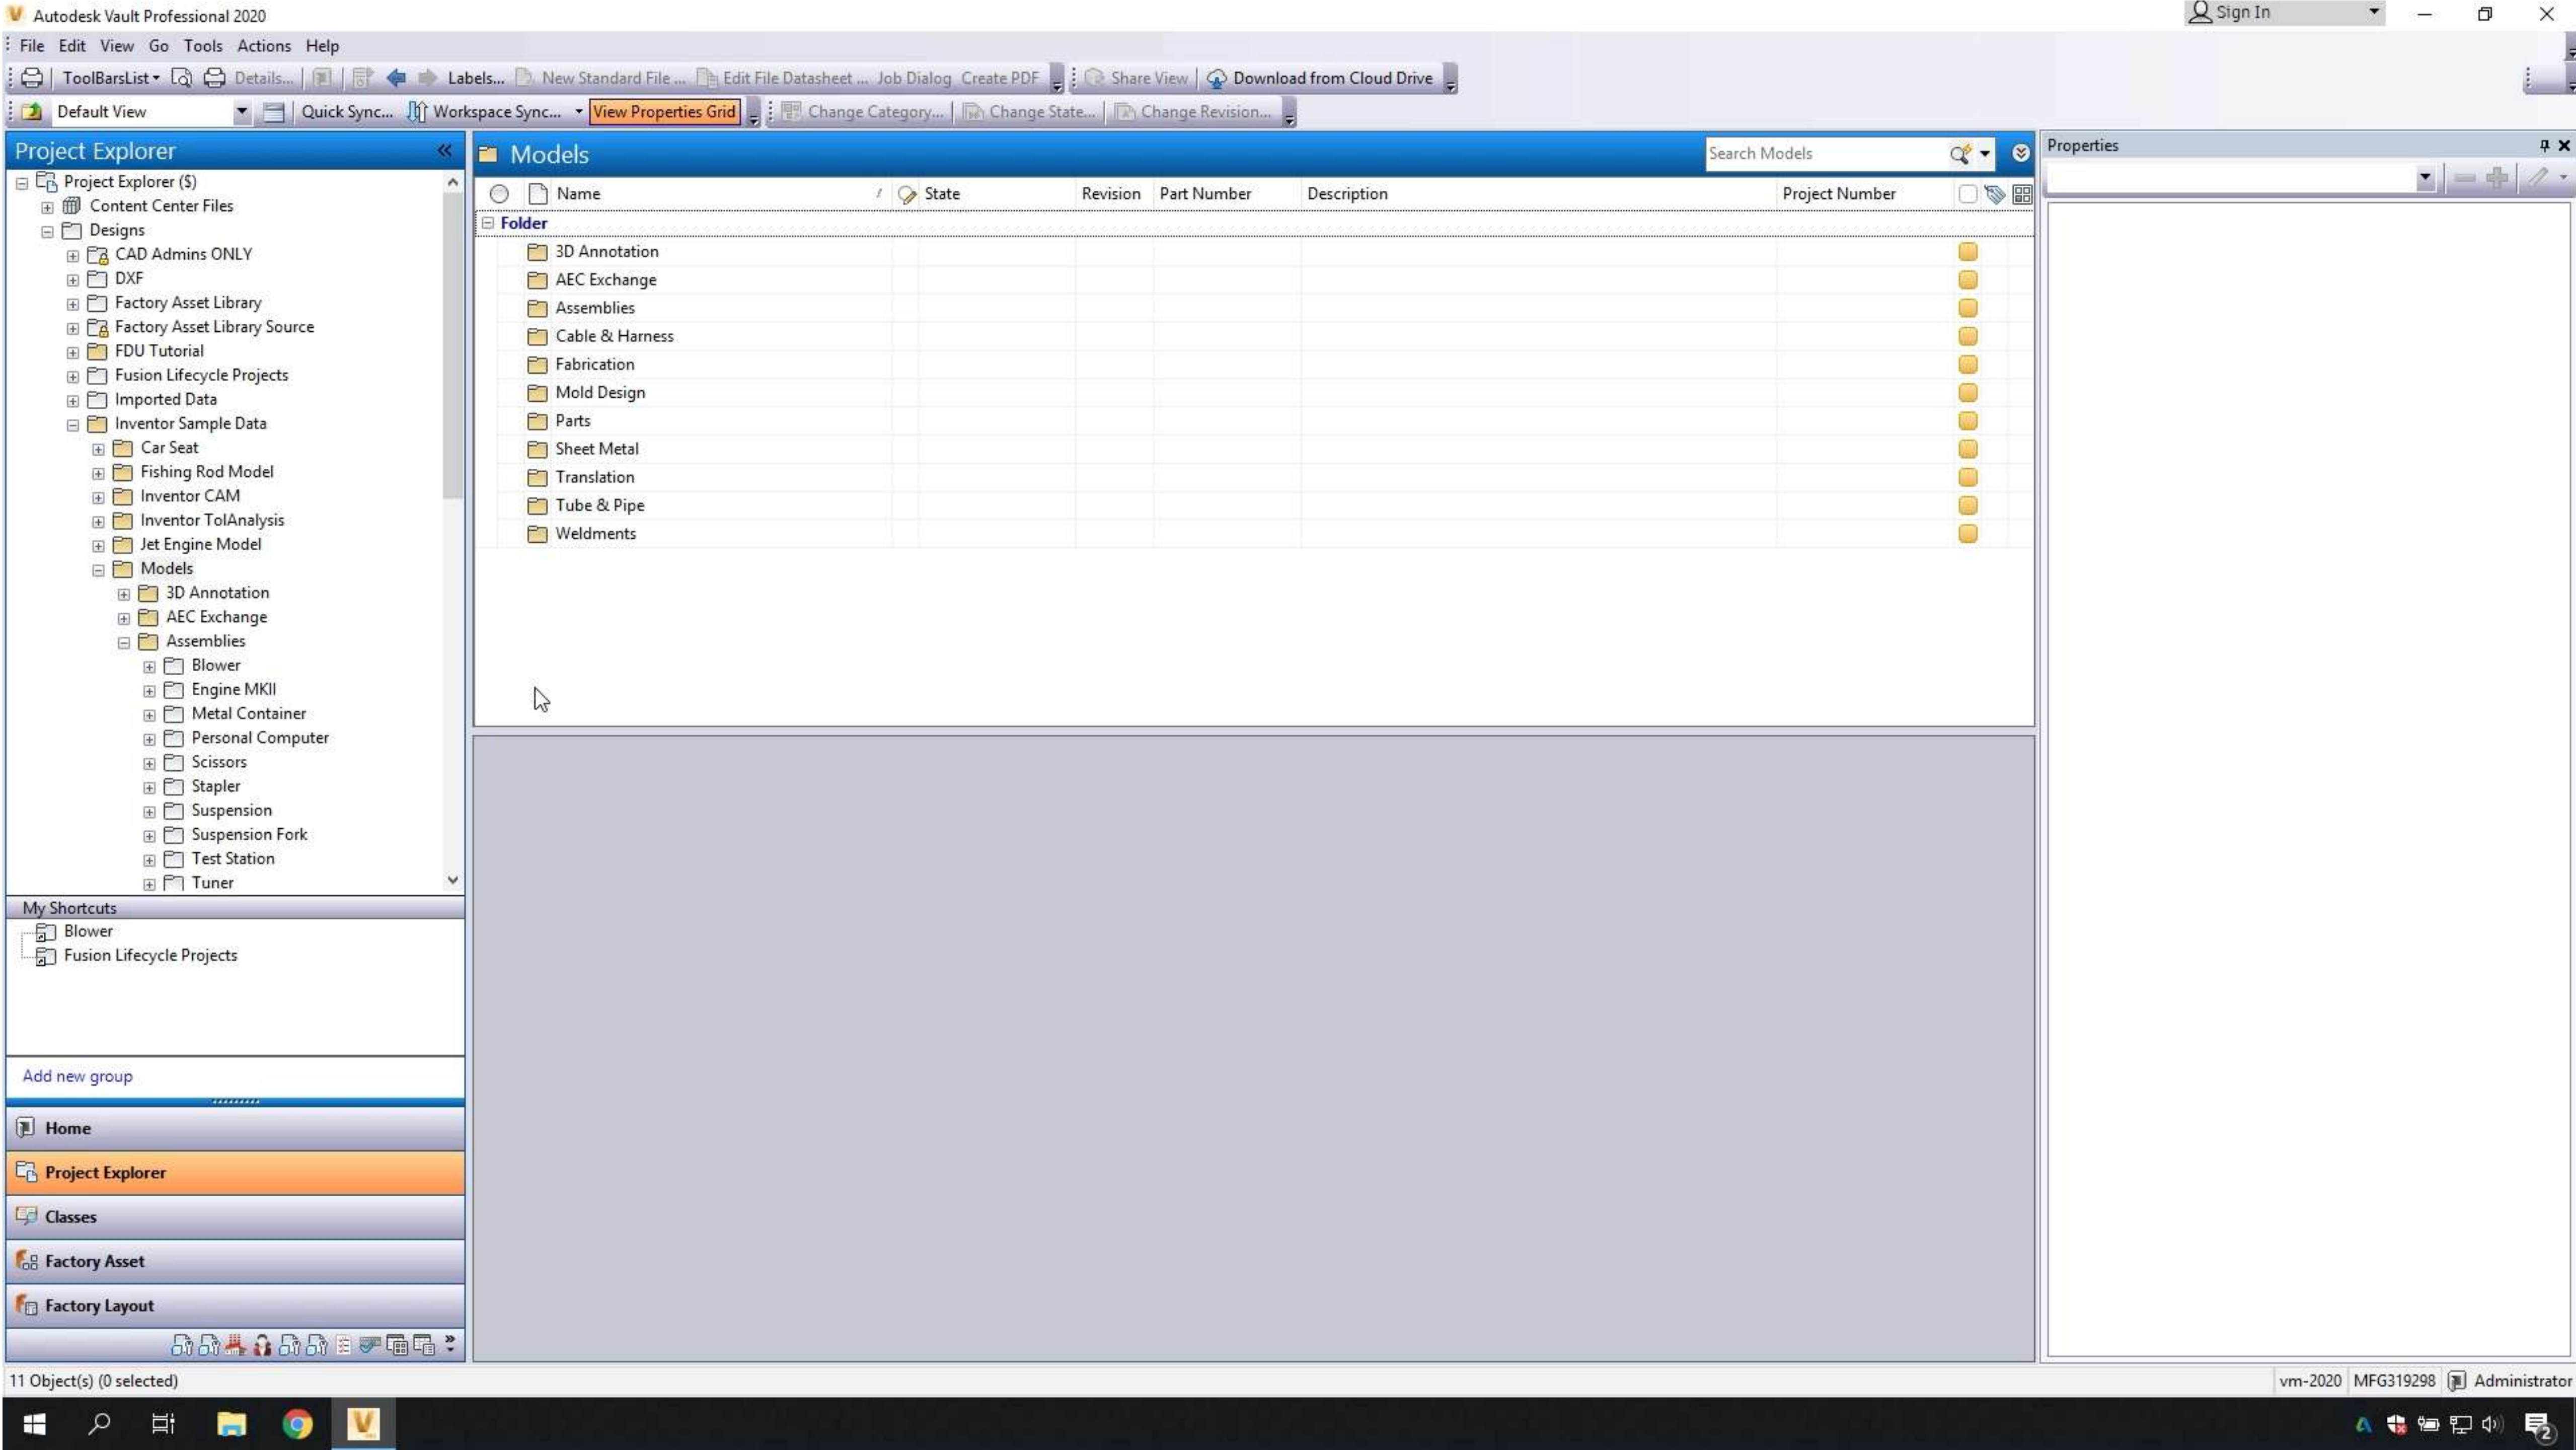 Autodesk Vault Professional 2020
Sign In
File Edit View Go Tools Actions Help
ToolBarsList Details... Labels... New Standard File ... Edit File Datasheet ... Job Dialog Create PDF Share View Download from Cloud Drive
Default View Quick Sync... Workspace Sync... View Properties Grid Change Category... Change State... Change Revision...
Project Explorer
Project Explorer ($)
Content Center Files
Designs
CAD Admins ONLY
DXF
Factory Asset Library
Factory Asset Library Source
FDU Tutorial
Fusion Lifecycle Projects
Imported Data
Inventor Sample Data
Car Seat
Fishing Rod Model
Inventor CAM
Inventor TolAnalysis
Jet Engine Model
Models
3D Annotation
AEC Exchange
Assemblies
Blower
Engine MKII
Metal Container
Personal Computer
Scissors
Stapler
Suspension
Suspension Fork
Test Station
Tuner
My Shortcuts
Blower
Fusion Lifecycle Projects
Add new group
Home
Project Explorer
Classes
Factory Asset
Factory Layout
Models
Search Models
Name State Revision Part Number Description Project Number
Folder
3D Annotation
AEC Exchange
Assemblies
Cable & Harness
Fabrication
Mold Design
Parts
Sheet Metal
Translation
Tube & Pipe
Weldments
Properties
11 Object(s) (0 selected)
vm-2020 MFG319298 Administrator
2